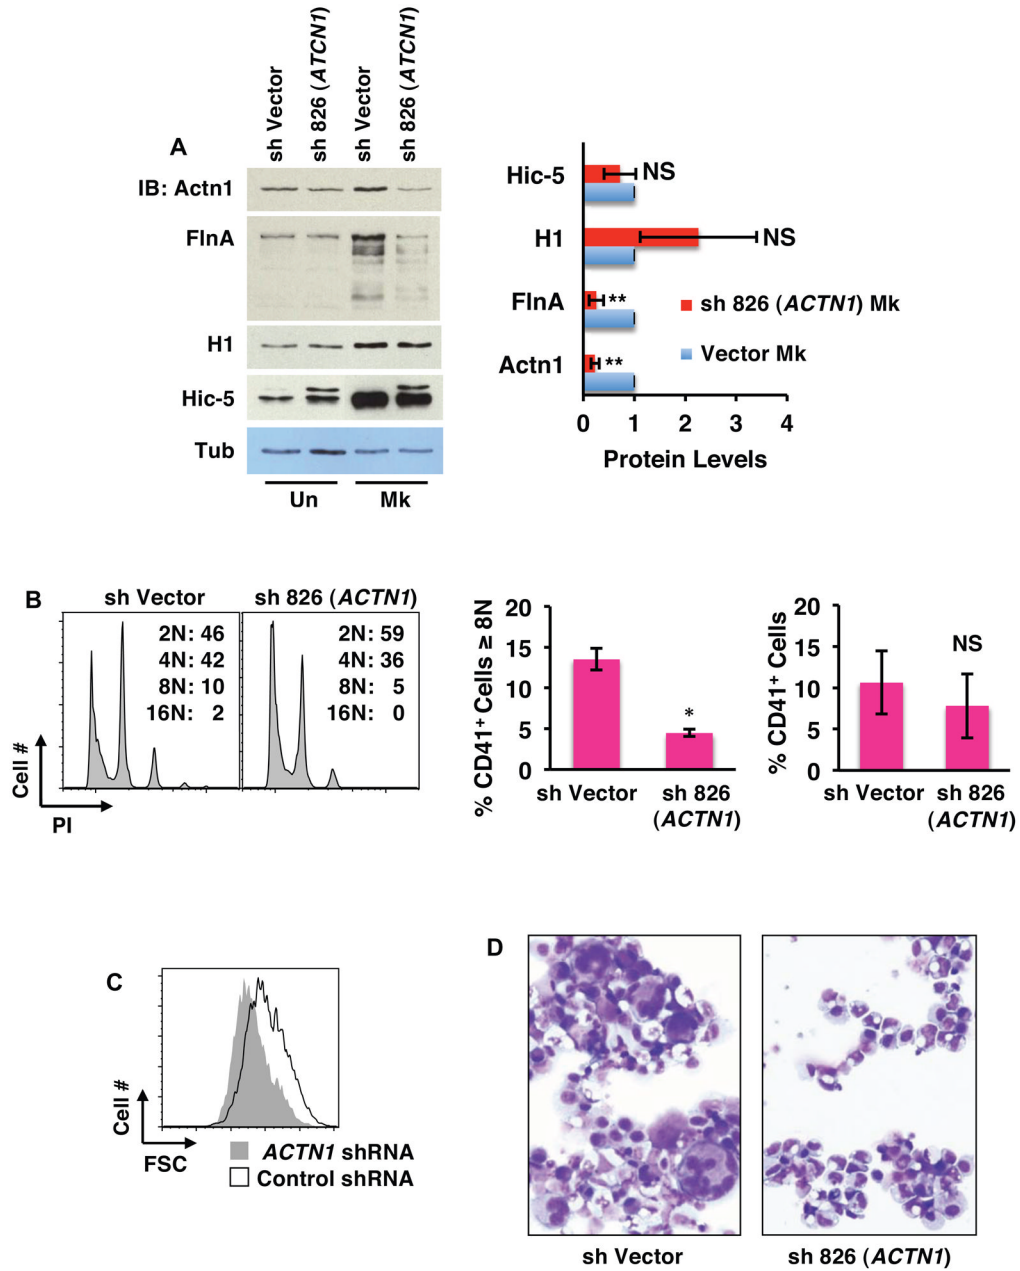 A
sh Vector
sh 826 (ATCN1)
sh Vector
sh 826 (ATCN1)
IB: Actn1
FlnA
H1
Hic-5
Tub
Un Mk
Hic-5 NS
H1 NS
FlnA **
Actn1 **
sh 826 (ACTN1) Mk
Vector Mk
0 1 2 3 4
Protein Levels
B
sh Vector
2N: 46
4N: 42
8N: 10
16N: 2
sh 826 (ACTN1)
2N: 59
4N: 36
8N: 5
16N: 0
Cell #
PI
% CD41+ Cells ≥ 8N
20
15
10
5
0
*
sh Vector
sh 826
(ACTN1)
% CD41+ Cells
20
15
10
5
0
NS
sh Vector
sh 826
(ACTN1)
C
Cell #
FSC
ACTN1 shRNA
Control shRNA
D
sh Vector
sh 826 (ACTN1)